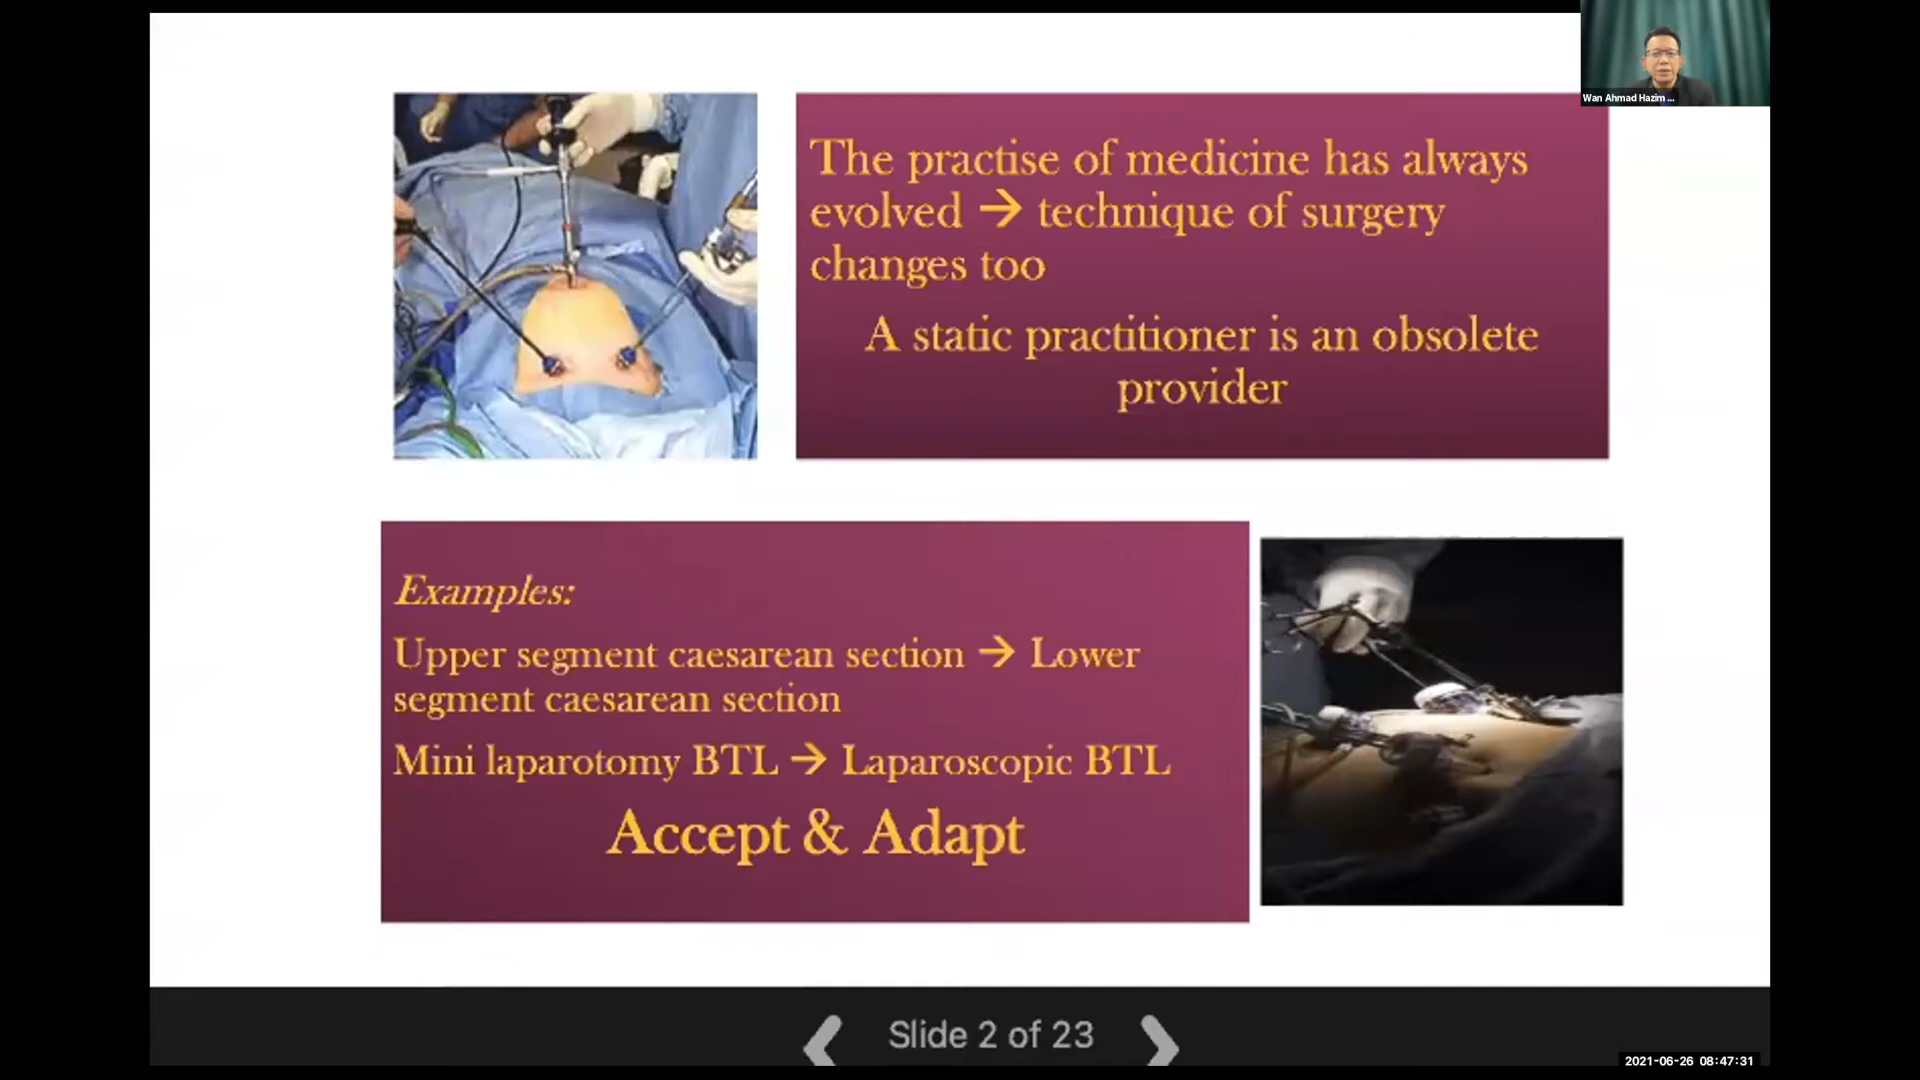 Wan Ahmad Hazim ...
The practise of medicine has always
evolved → technique of surgery
changes too
A static practitioner is an obsolete
provider
Examples:
Upper segment caesarean section → Lower
segment caesarean section
Mini laparotomy BTL → Laparoscopic BTL
Accept & Adapt
Slide 2 of 23
2021-06-26 08:47:31